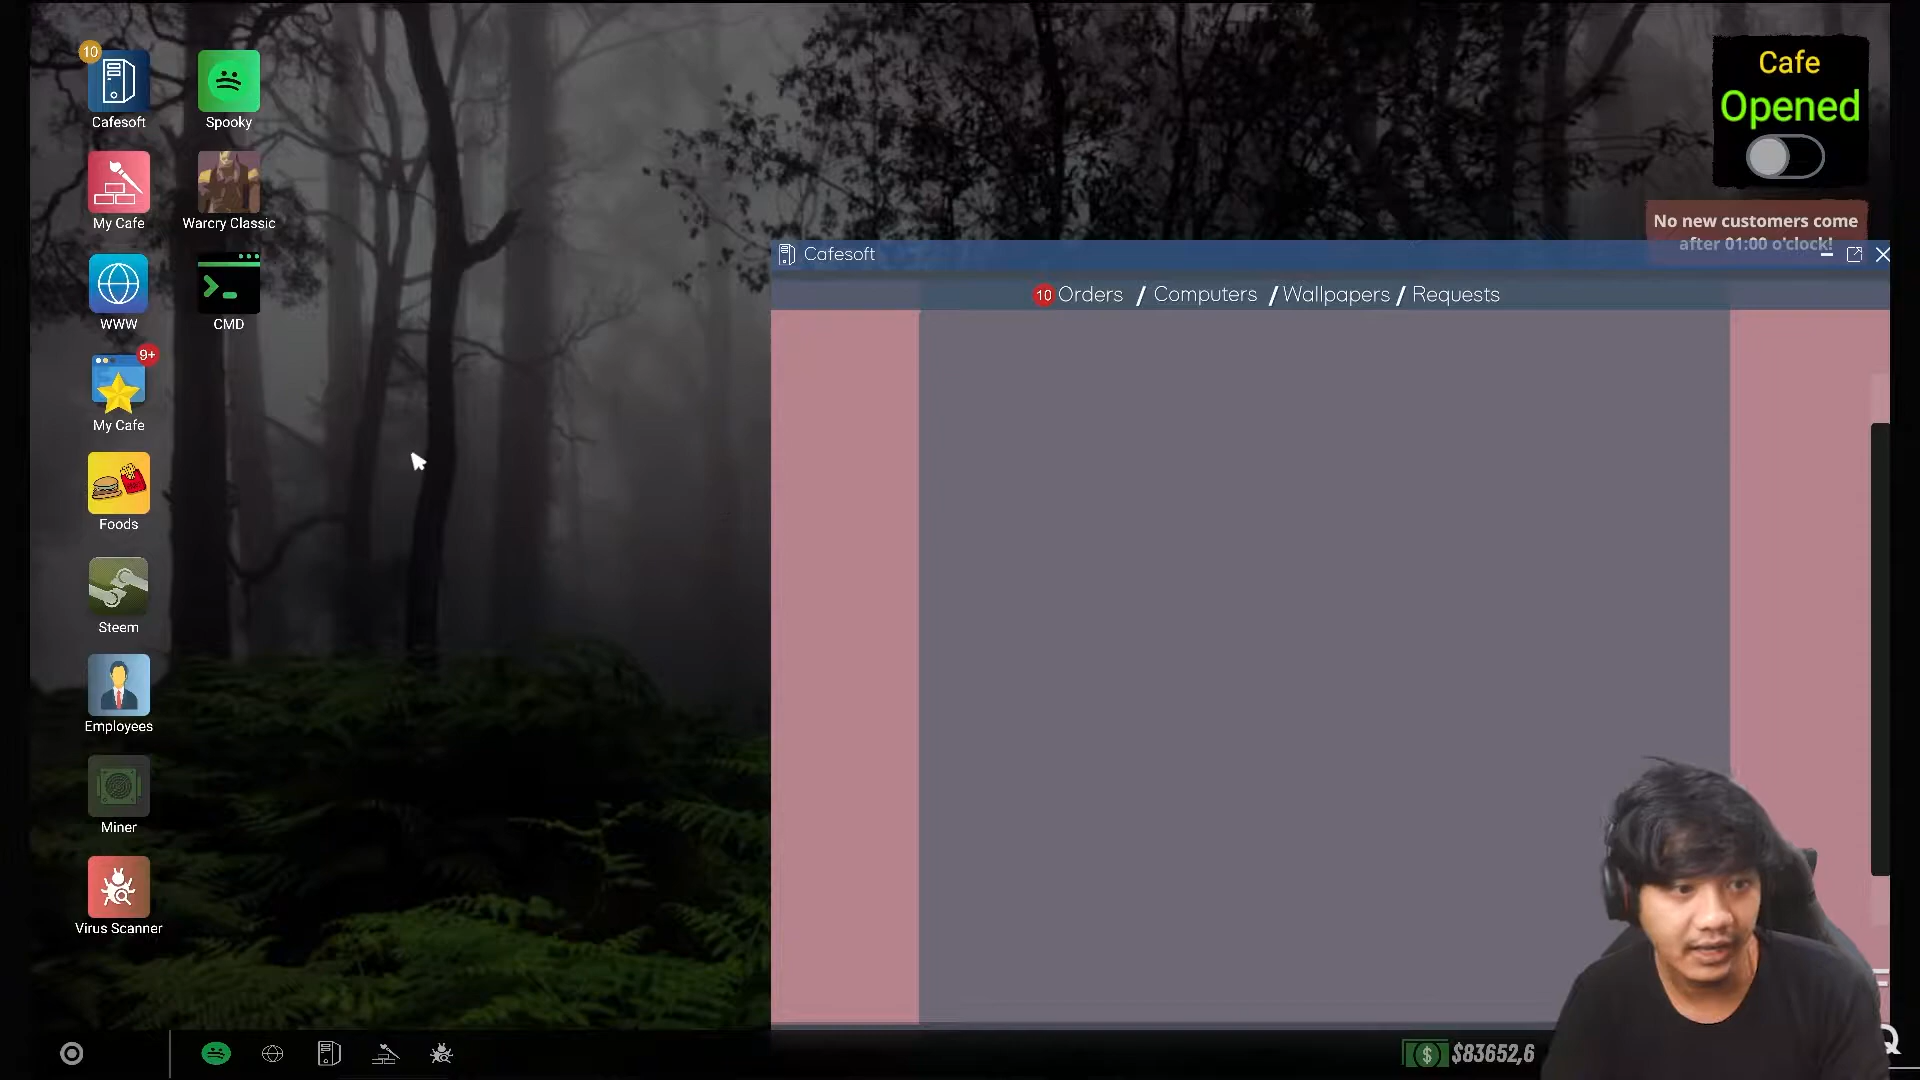 10
Cafesoft
Spooky
My Cafe
Warcry Classic
WWW
CMD
9+
My Cafe
Foods
Steem
Employees
Miner
Virus Scanner
Cafe
Opened
No new customers come
after 01:00 o'clock!
Cafesoft
10 Orders / Computers / Wallpapers / Requests
$ $83652,6